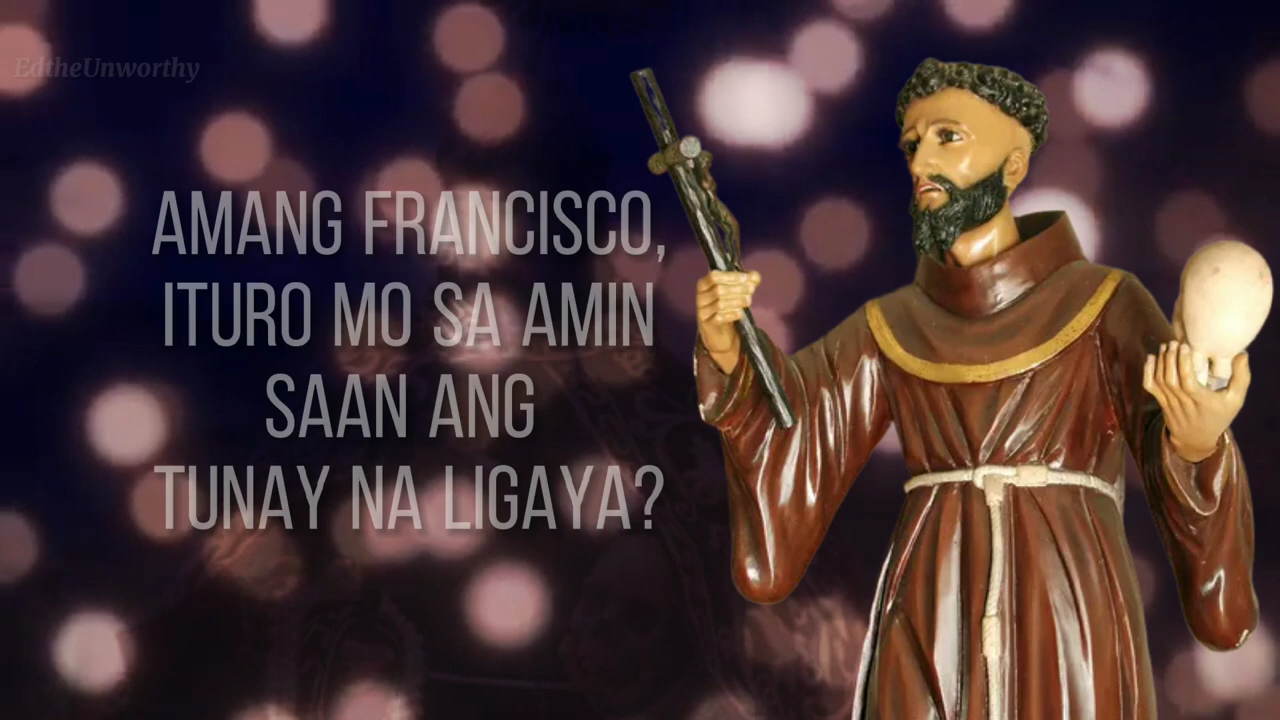 EdtheUnworthy
AMANG FRANCISCO,
ITURO MO SA AMIN
SAAN ANG
TUNAY NA LIGAYA?